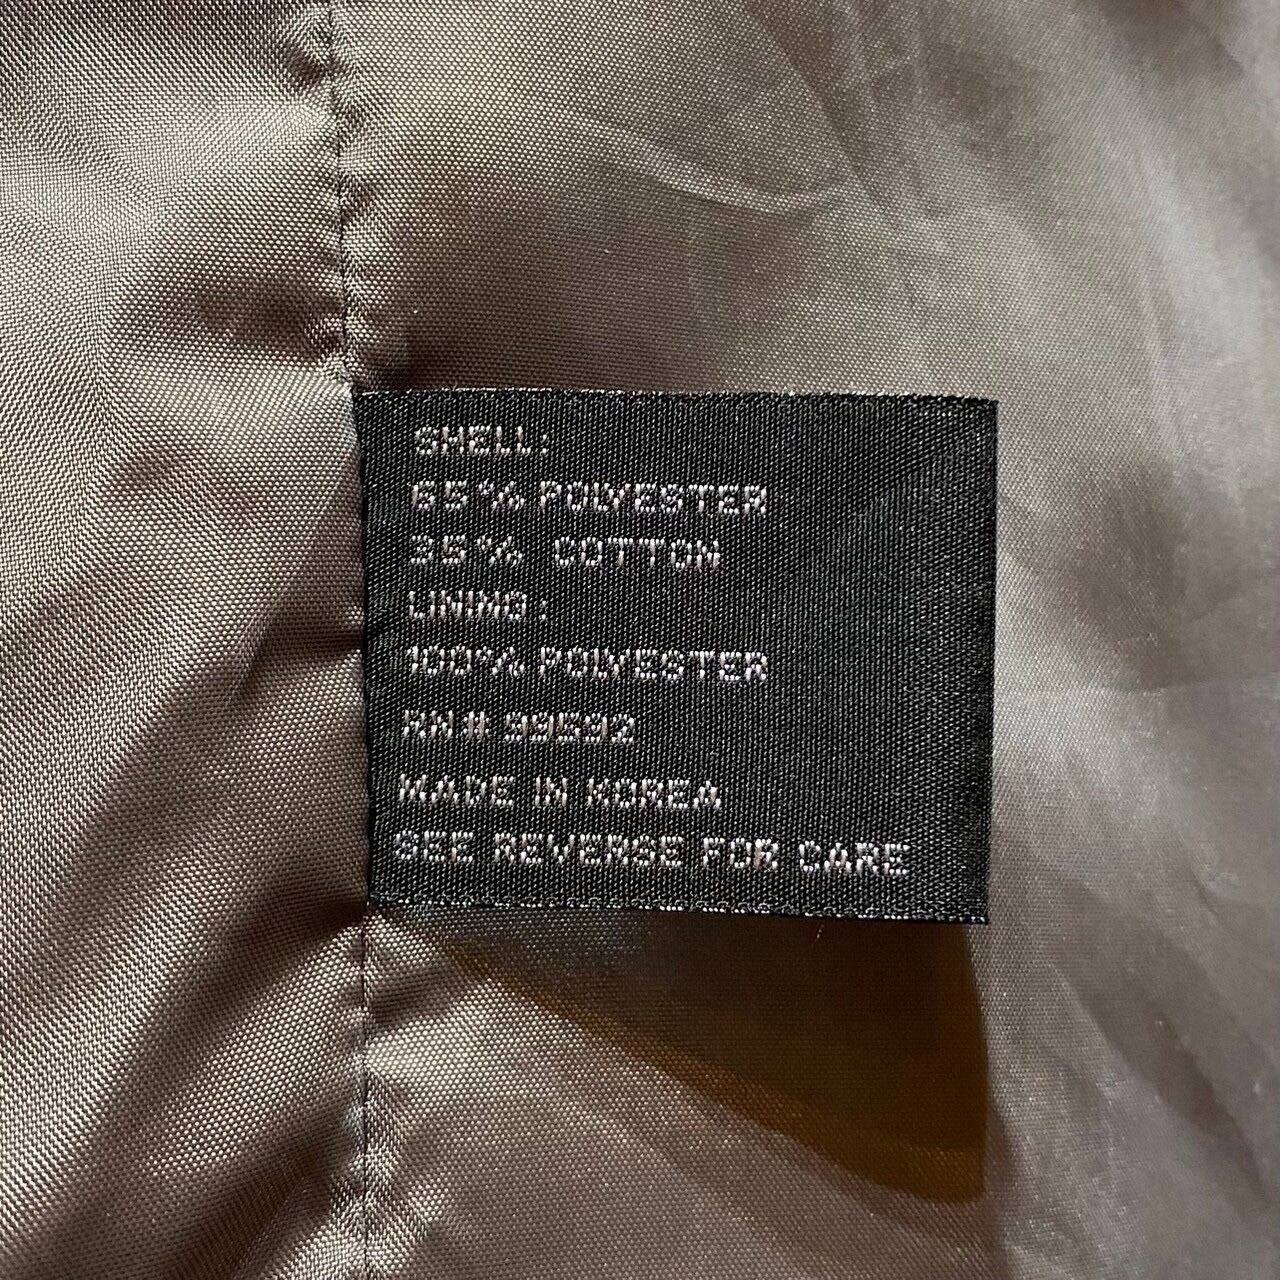 SHELL:
65% POLYESTER
35% COTTON
LINING:
100% POLYESTER
RN# 99592
MADE IN KOREA
SEE REVERSE FOR CARE